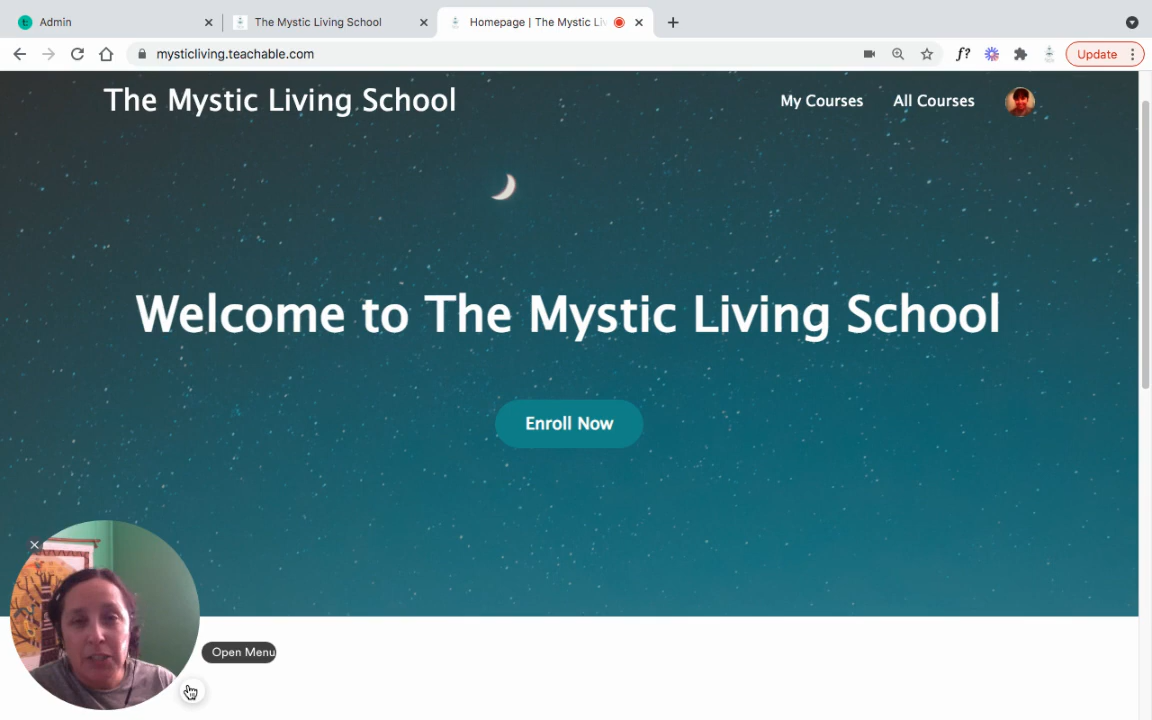 Admin
The Mystic Living School
Homepage | The Mystic Liv
mysticliving.teachable.com
f?
Update
The Mystic Living School
My Courses
All Courses
Welcome to The Mystic Living School
Enroll Now
Open Menu